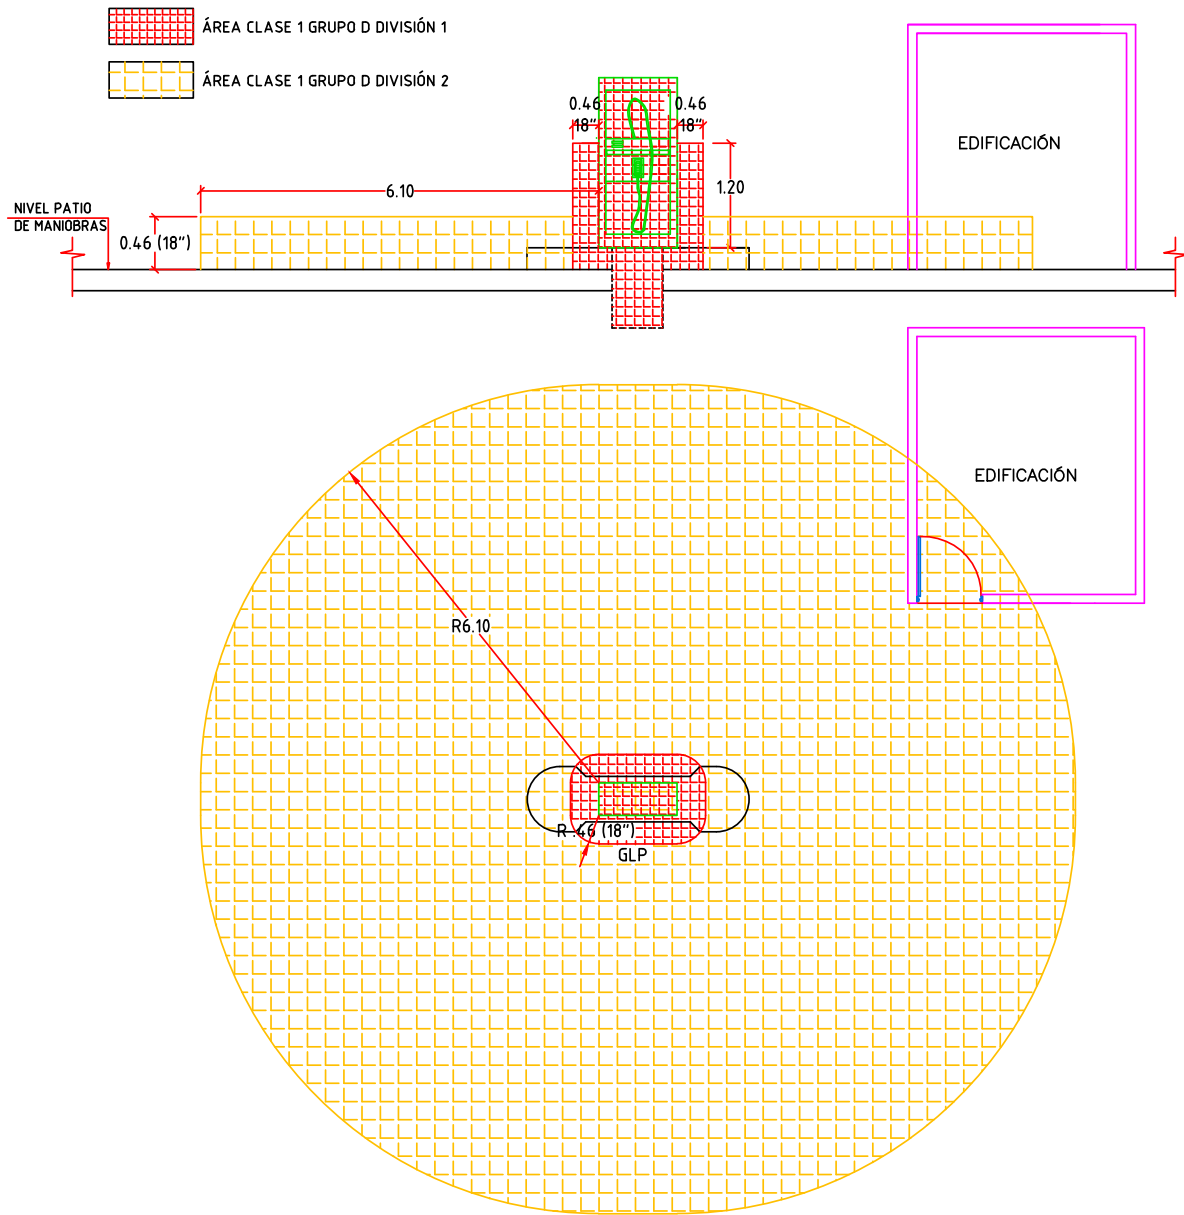 ÁREA CLASE 1 GRUPO D DIVISIÓN 1
ÁREA CLASE 1 GRUPO D DIVISIÓN 2
0.46
18"
0.46
18"
EDIFICACIÓN
6.10
1.20
NIVEL PATIO
DE MANIOBRAS
0.46 (18")
EDIFICACIÓN
R6.10
R .46 (18")
GLP